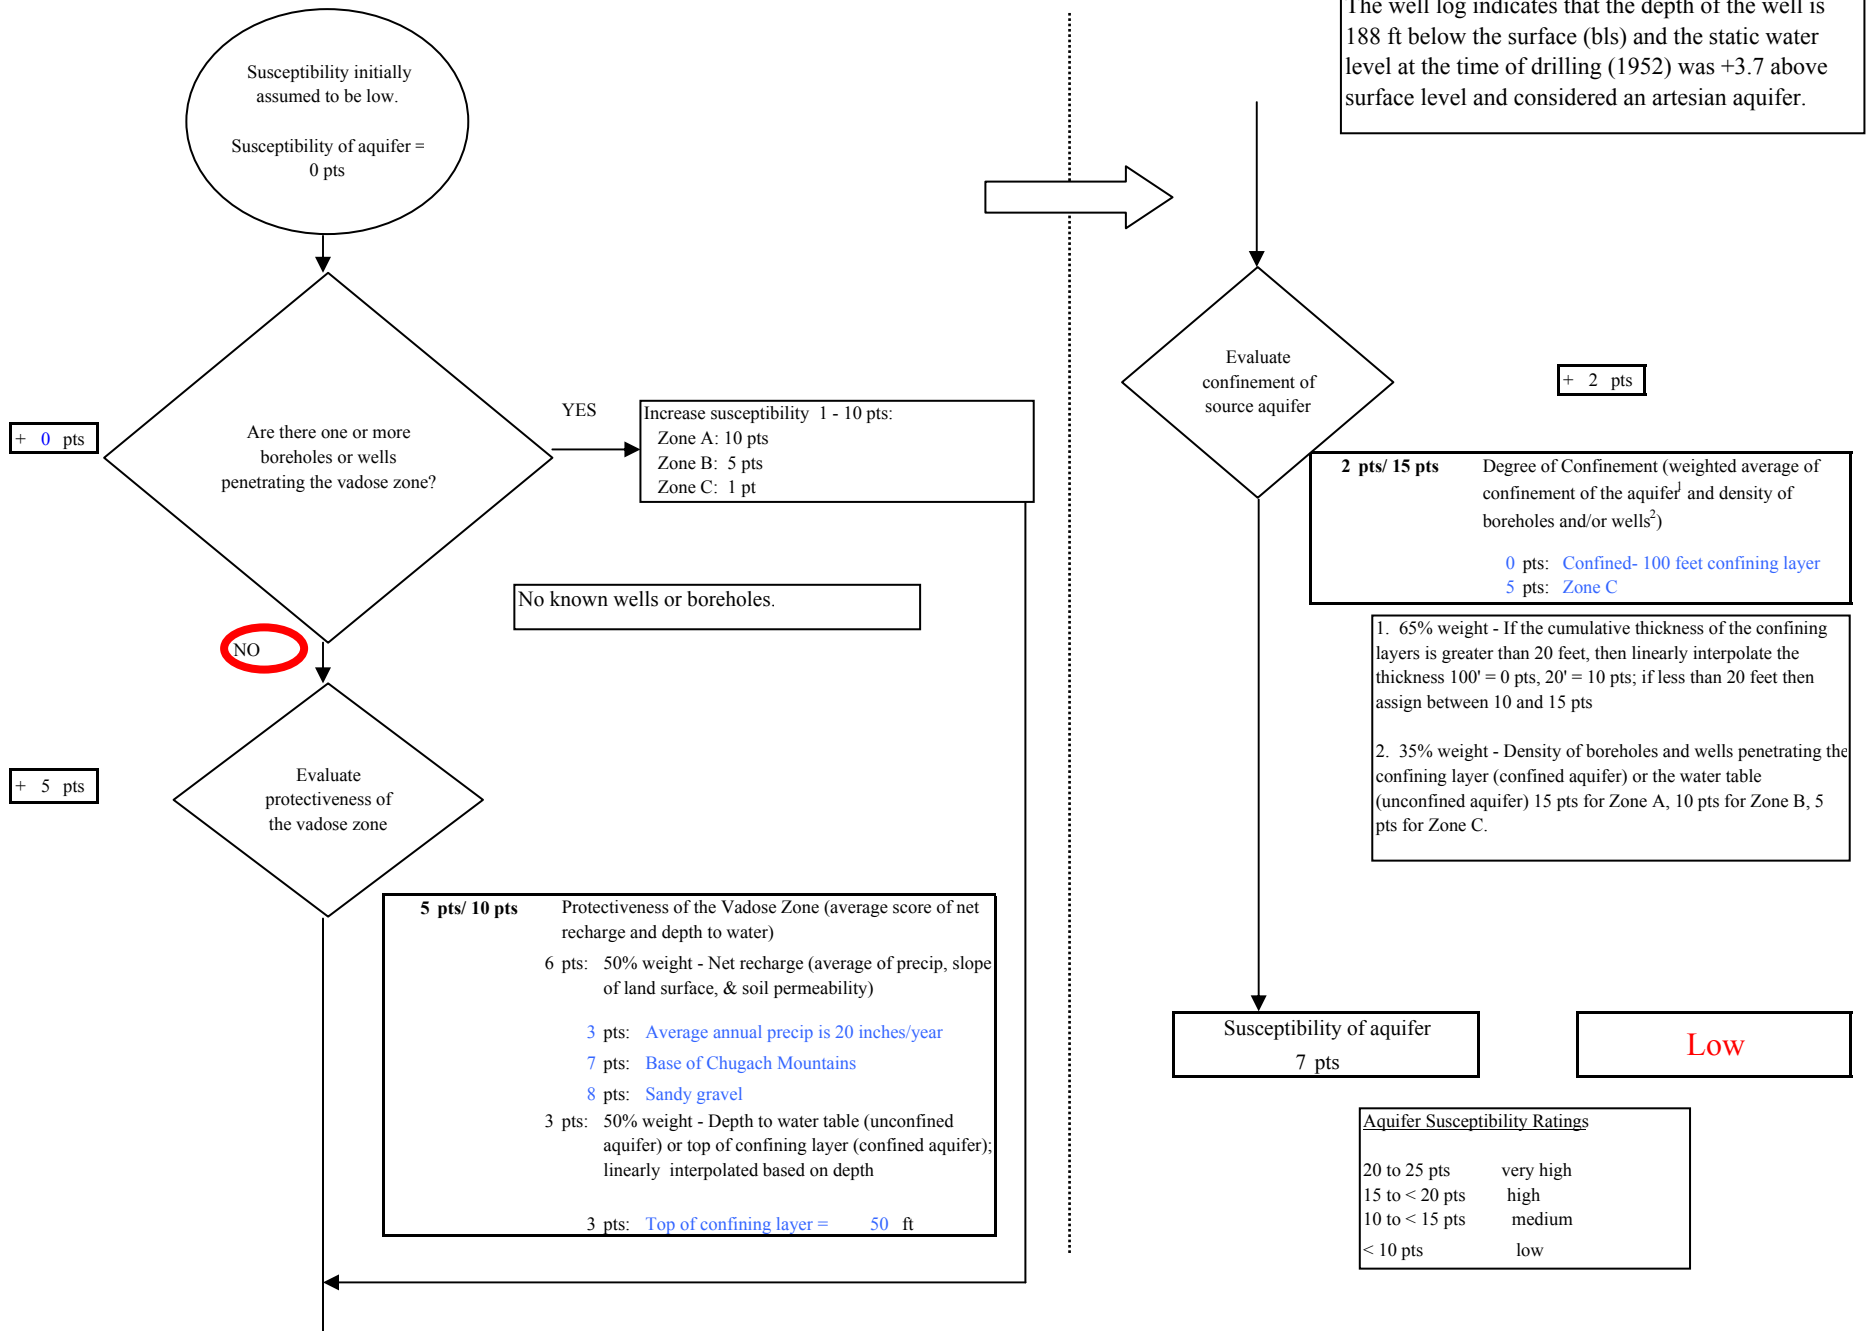 Susceptibility initially
assumed to be low.
Susceptibility of aquifer =
0 pts
+ 0 pts
Are there one or more
boreholes or wells
penetrating the vadose zone?
YES
Increase susceptibility 1 - 10 pts:
Zone A: 10 pts
Zone B: 5 pts
Zone C: 1 pt
No known wells or boreholes.
NO
+ 5 pts
Evaluate
protectiveness of
the vadose zone
5 pts/ 10 pts Protectiveness of the Vadose Zone (average score of net
recharge and depth to water)
6 pts: 50% weight - Net recharge (average of precip, slope
of land surface, & soil permeability)
3 pts: Average annual precip is 20 inches/year
7 pts: Base of Chugach Mountains
8 pts: Sandy gravel
3 pts: 50% weight - Depth to water table (unconfined
aquifer) or top of confining layer (confined aquifer);
linearly interpolated based on depth
3 pts: Top of confining layer = 50 ft
The well log indicates that the depth of the well is
188 ft below the surface (bls) and the static water
level at the time of drilling (1952) was +3.7 above
surface level and considered an artesian aquifer.
Evaluate
confinement of
source aquifer
+ 2 pts
2 pts/ 15 pts Degree of Confinement (weighted average of
confinement of the aquifer1 and density of
boreholes and/or wells2)
0 pts: Confined- 100 feet confining layer
5 pts: Zone C
1. 65% weight - If the cumulative thickness of the confining
layers is greater than 20 feet, then linearly interpolate the
thickness 100' = 0 pts, 20' = 10 pts; if less than 20 feet then
assign between 10 and 15 pts
2. 35% weight - Density of boreholes and wells penetrating the
confining layer (confined aquifer) or the water table
(unconfined aquifer) 15 pts for Zone A, 10 pts for Zone B, 5
pts for Zone C.
Susceptibility of aquifer
7 pts
Low
Aquifer Susceptibility Ratings
20 to 25 pts very high
15 to < 20 pts high
10 to < 15 pts medium
< 10 pts low